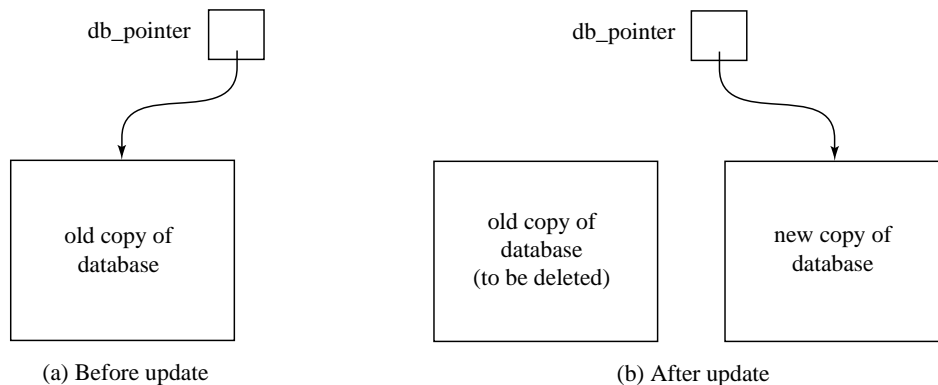 db_pointer
old copy of
database
(a) Before update
db_pointer
old copy of
database
(to be deleted)
new copy of
database
(b) After update